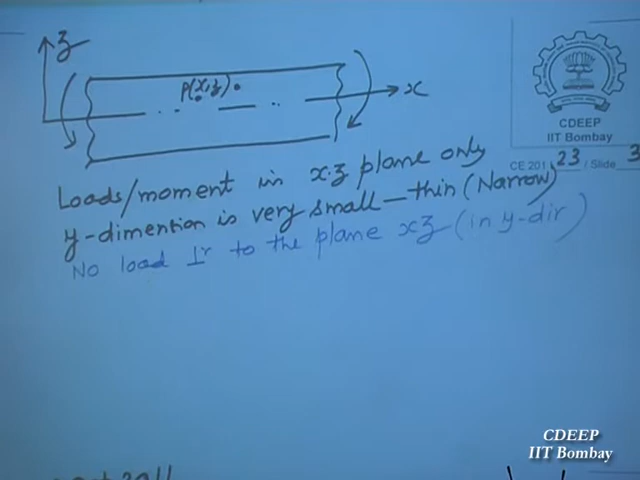 z
P(x,z)
x
CDEEP
IIT Bombay
CE 201 23 / Slide 3
Loads/moment in x.z plane only
y-dimention is very small - thin (Narrow)
No load ⊥r to the plane xz (in y-dir)
CDEEP
IIT Bombay